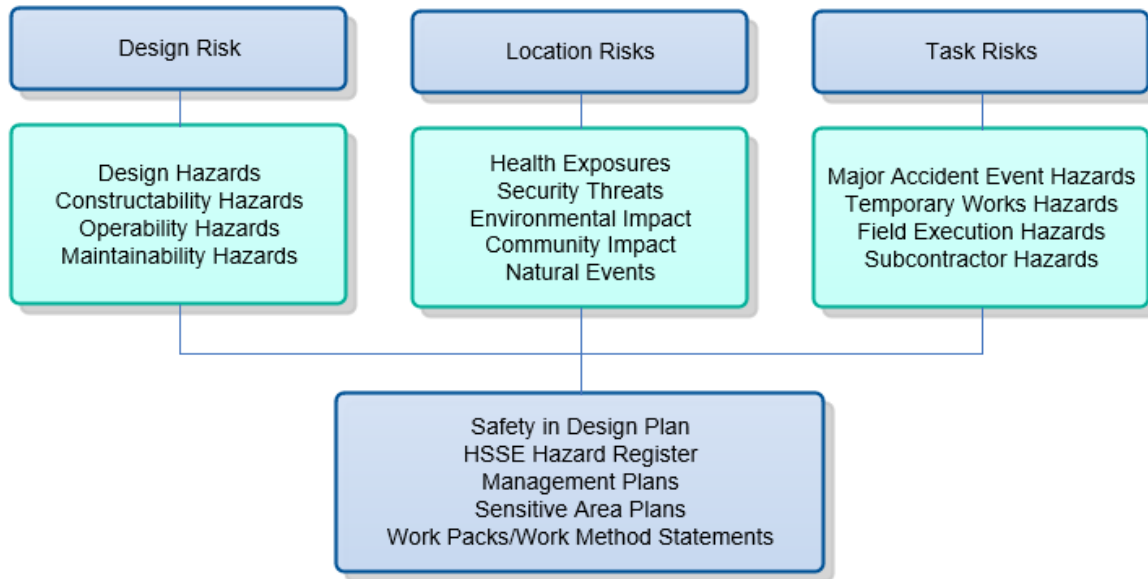 Design Risk
Location Risks
Task Risks
Design Hazards
Constructability Hazards
Operability Hazards
Maintainability Hazards
Health Exposures
Security Threats
Environmental Impact
Community Impact
Natural Events
Major Accident Event Hazards
Temporary Works Hazards
Field Execution Hazards
Subcontractor Hazards
Safety in Design Plan
HSSE Hazard Register
Management Plans
Sensitive Area Plans
Work Packs/Work Method Statements